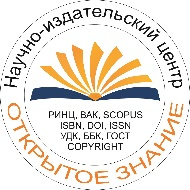 Научно-издательский центр
РИНЦ, ВАК, SCOPUS
ISBN, DOI, ISSN
УДК, ББК, ГОСТ
COPYRIGHT
ОТКРЫТОЕ ЗНАНИЕ